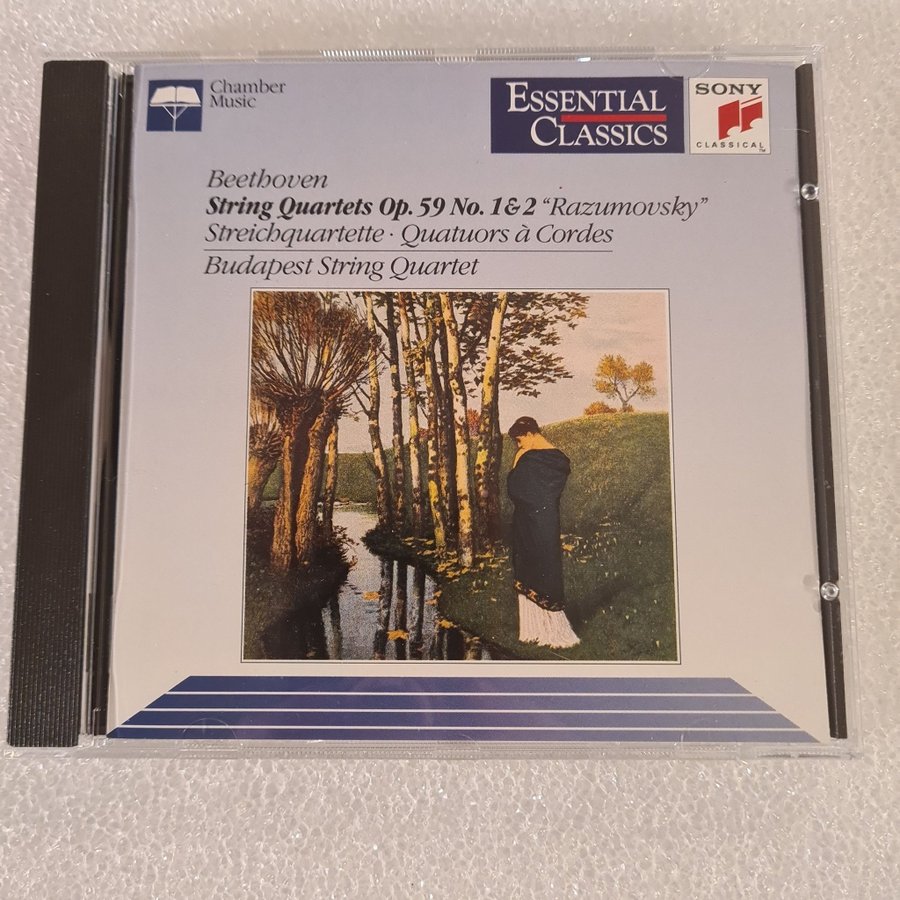 Chamber
Music
ESSENTIAL
CLASSICS
SONY
CLASSICAL
TM
Beethoven
String Quartets Op. 59 No. 1 & 2 “Razumovsky”
Streichquartette · Quatuors à Cordes
Budapest String Quartet